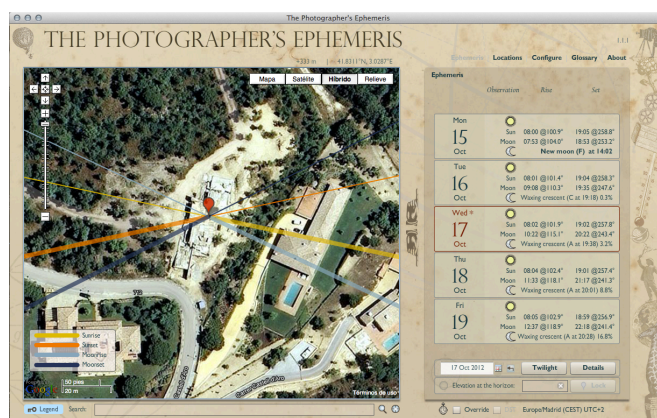 The Photographer's Ephemeris
THE PHOTOGRAPHER'S EPHEMERIS
1.1.1
+333 m 41.8311°N, 3.0287°E
Ephemeris Locations Configure Glossary About
Mapa Satélite Híbrido Relieve
Ephemeris
Observation Rise Set
Mon
15
Oct
Sun 08:00 @100.9° 19:05 @258.8°
Moon 07:53 @104.0° 18:53 @253.2°
New moon (F) at 14:02
Tue
16
Oct
Sun 08:01 @101.4° 19:04 @258.3°
Moon 09:08 @110.3° 19:35 @247.6°
Waxing crescent (C at 19:18) 0.3%
Wed *
17
Oct
Sun 08:02 @101.9° 19:02 @257.8°
Moon 10:22 @115.1° 20:22 @243.4°
Waxing crescent (A at 19:38) 3.2%
Thu
18
Oct
Sun 08:04 @102.4° 19:01 @257.4°
Moon 11:33 @118.1° 21:17 @241.3°
Waxing crescent (A at 20:01) 8.8%
Fri
19
Oct
Sun 08:05 @102.9° 18:59 @256.9°
Moon 12:37 @118.9° 22:18 @241.4°
Waxing crescent (A at 20:28) 16.8%
Sunrise
Sunset
Moonrise
Moonset
50 pies
20 m
Términos de uso
17 Oct 2012 Twilight Details
Elevation at the horizon: Lock
Legend Search:
Override Europe/Madrid (CEST) UTC+2